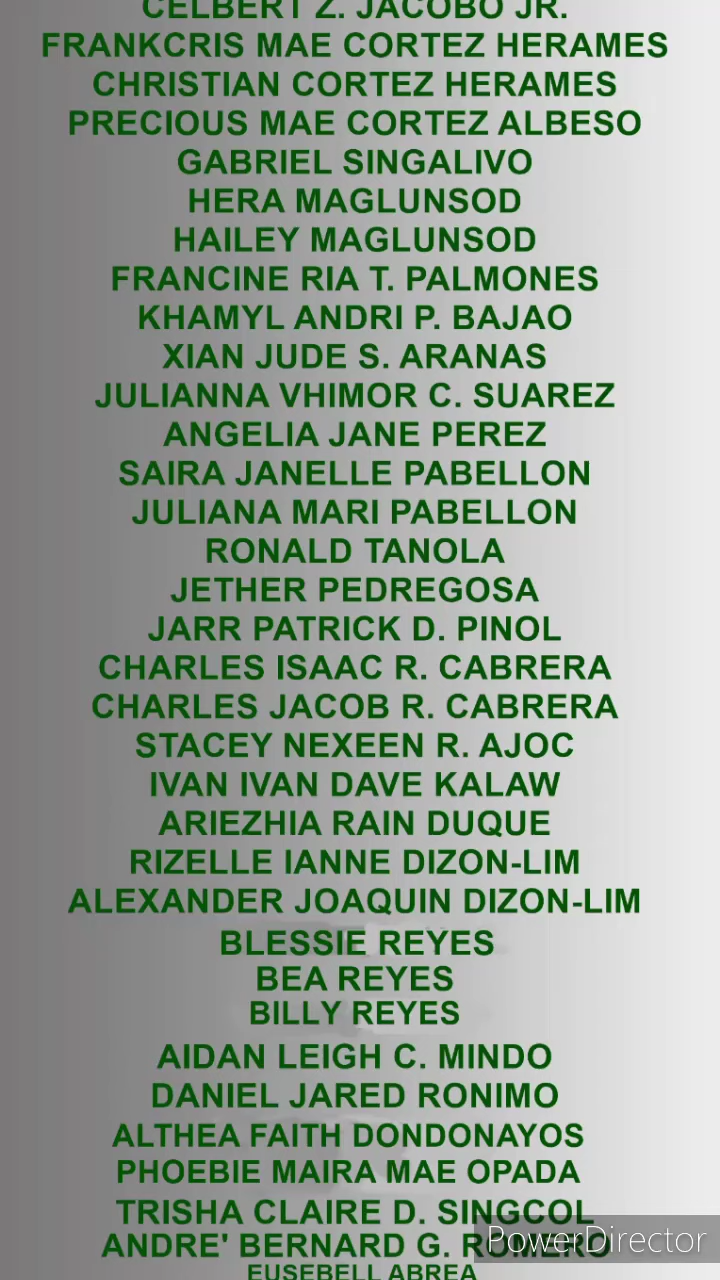 CELBERT Z. JACOBO JR.
FRANKCRIS MAE CORTEZ HERAMES
CHRISTIAN CORTEZ HERAMES
PRECIOUS MAE CORTEZ ALBESO
GABRIEL SINGALIVO
HERA MAGLUNSOD
HAILEY MAGLUNSOD
FRANCINE RIA T. PALMONES
KHAMYL ANDRI P. BAJAO
XIAN JUDE S. ARANAS
JULIANNA VHIMOR C. SUAREZ
ANGELIA JANE PEREZ
SAIRA JANELLE PABELLON
JULIANA MARI PABELLON
RONALD TANOLA
JETHER PEDREGOSA
JARR PATRICK D. PINOL
CHARLES ISAAC R. CABRERA
CHARLES JACOB R. CABRERA
STACEY NEXEEN R. AJOC
IVAN IVAN DAVE KALAW
ARIEZHIA RAIN DUQUE
RIZELLE IANNE DIZON-LIM
ALEXANDER JOAQUIN DIZON-LIM
BLESSIE REYES
BEA REYES
BILLY REYES
AIDAN LEIGH C. MINDO
DANIEL JARED RONIMO
ALTHEA FAITH DONDONAYOS
PHOEBIE MAIRA MAE OPADA
TRISHA CLAIRE D. SINGCOL
ANDRE' BERNARD G. ROMERO
PowerDirector
EUSEBELL ABREA